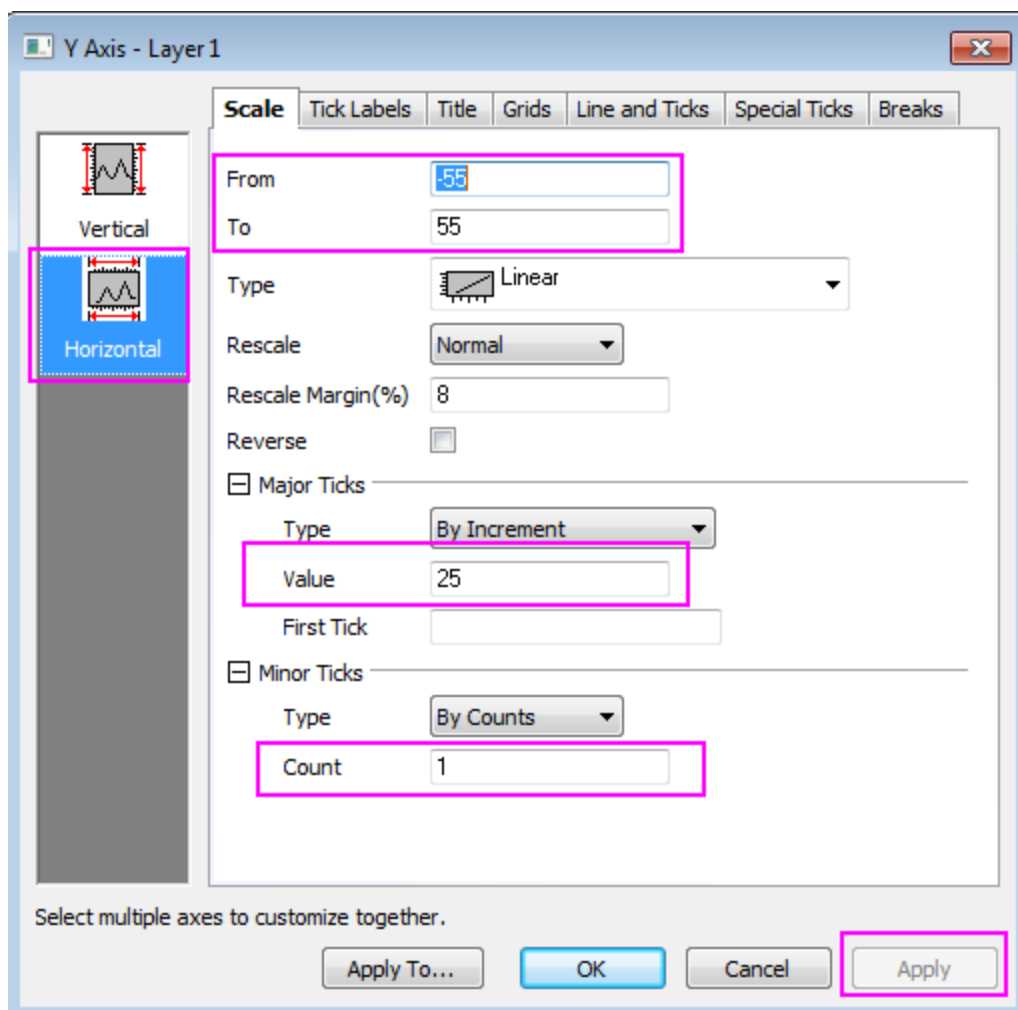 Y Axis - Layer 1
Scale Tick Labels Title Grids Line and Ticks Special Ticks Breaks
Vertical
Horizontal
From -55
To 55
Type Linear
Rescale Normal
Rescale Margin(%) 8
Reverse
Major Ticks
Type By Increment
Value 25
First Tick
Minor Ticks
Type By Counts
Count 1
Select multiple axes to customize together.
Apply To... OK Cancel Apply